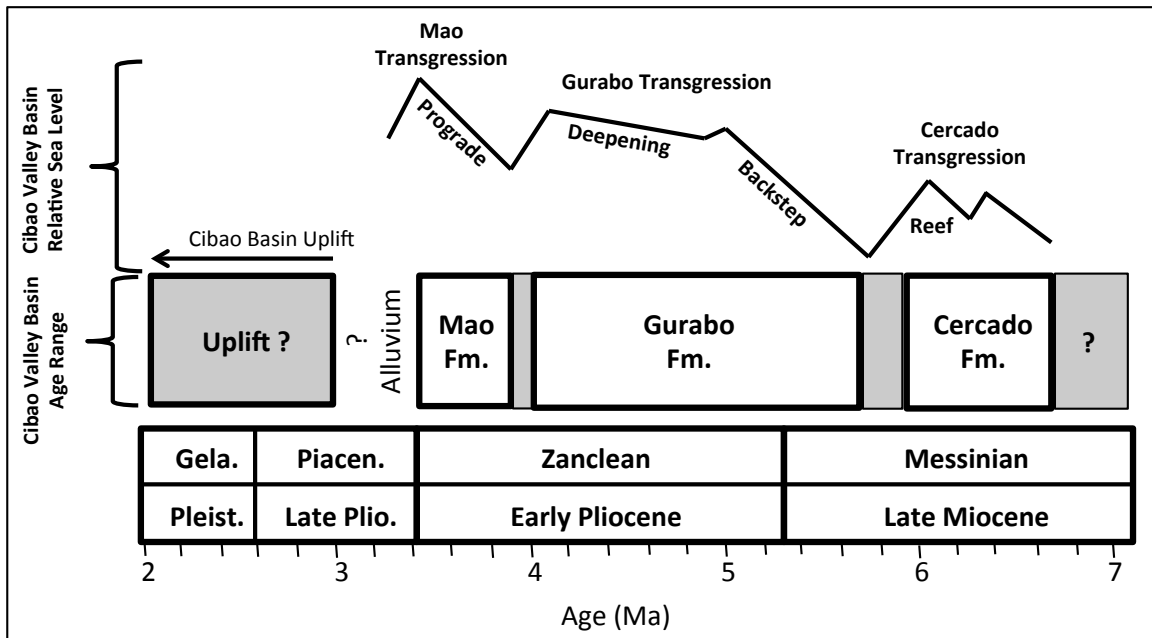 Mao
Transgression
Gurabo Transgression
Cercado
Transgression
Prograde
Deepening
Backstep
Reef
Cibao Valley Basin
Relative Sea Level
Cibao Basin Uplift
Cibao Valley Basin
Age Range
Uplift ?
?
Alluvium
Mao
Fm.
Gurabo
Fm.
Cercado
Fm.
?
Gela.
Piacen.
Zanclean
Messinian
Pleist.
Late Plio.
Early Pliocene
Late Miocene
2 3 4 5 6 7
Age (Ma)